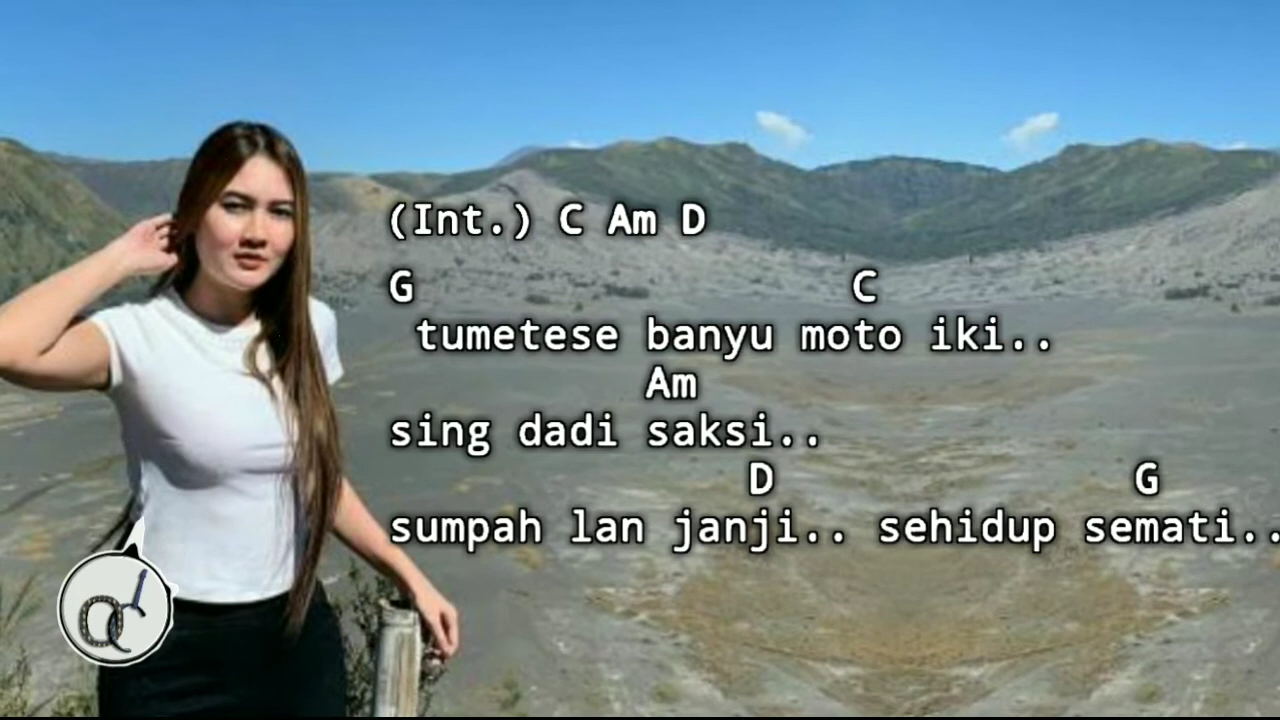 (Int.) C Am D
G C
tumetese banyu moto iki..
Am
sing dadi saksi..
D G
sumpah lan janji.. sehidup semati..